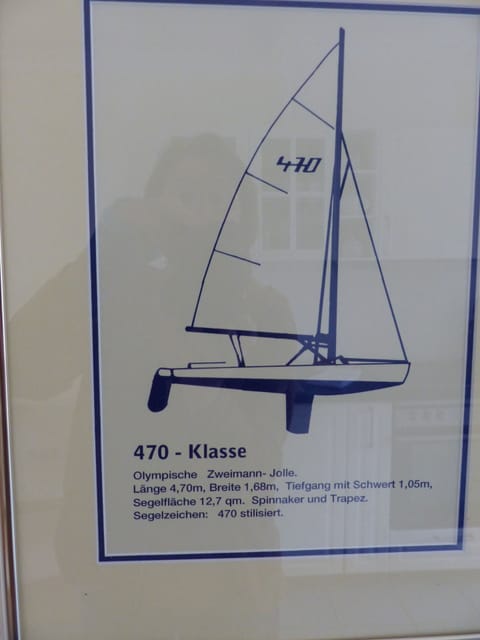 470
470 - Klasse
Olympische Zweimann- Jolle.
Länge 4,70m, Breite 1,68m, Tiefgang mit Schwert 1,05m,
Segelfläche 12,7 qm. Spinnaker und Trapez.
Segelzeichen: 470 stilisiert.